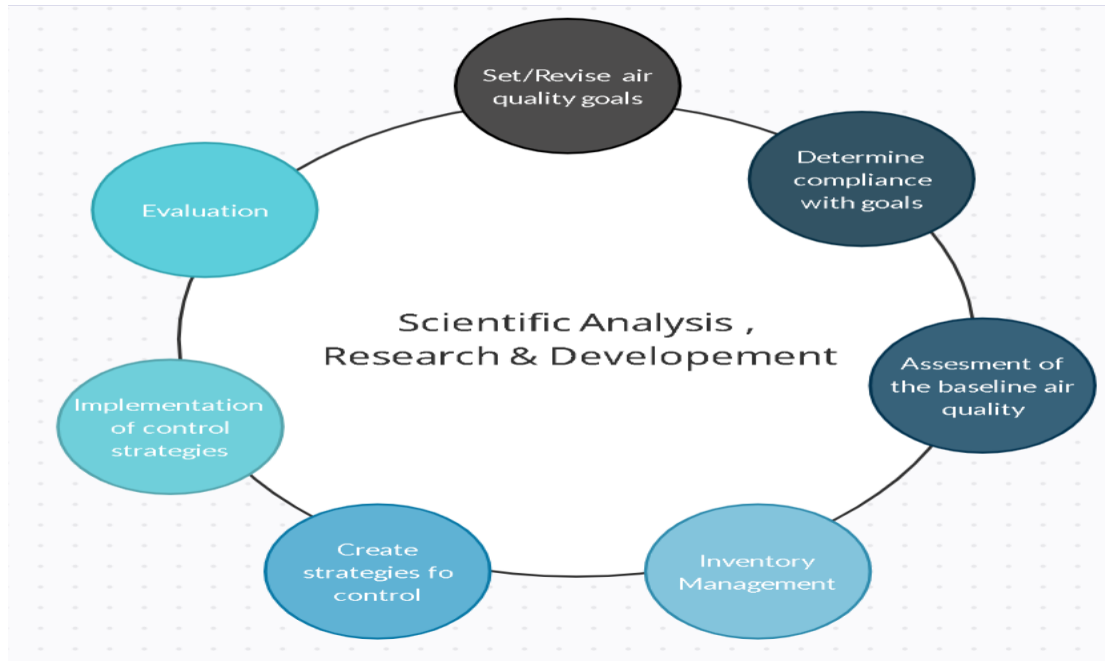 Set/Revise air
quality goals
Determine
compliance
with goals
Assesment of
the baseline air
quality
Inventory
Management
Create
strategies fo
control
Implementation
of control
strategies
Evaluation
Scientific Analysis ,
Research & Developement